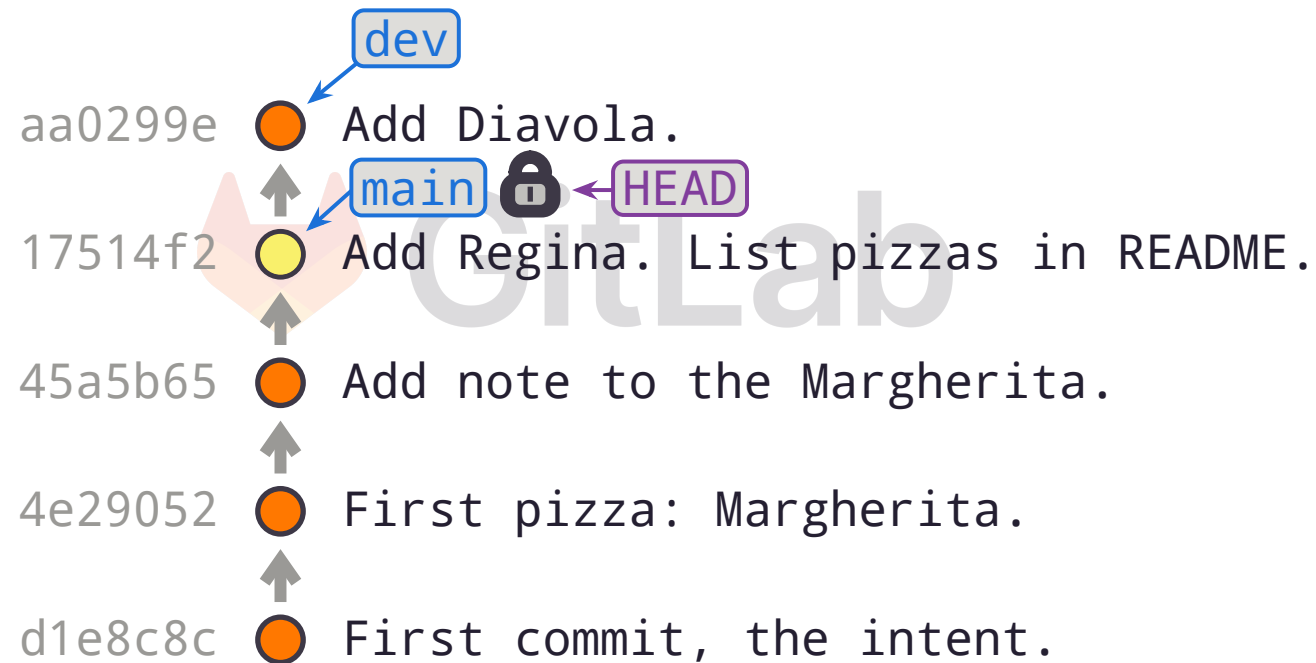 dev
aa0299e Add Diavola.
main HEAD
17514f2 Add Regina. List pizzas in README.
GitLab
45a5b65 Add note to the Margherita.
4e29052 First pizza: Margherita.
d1e8c8c First commit, the intent.